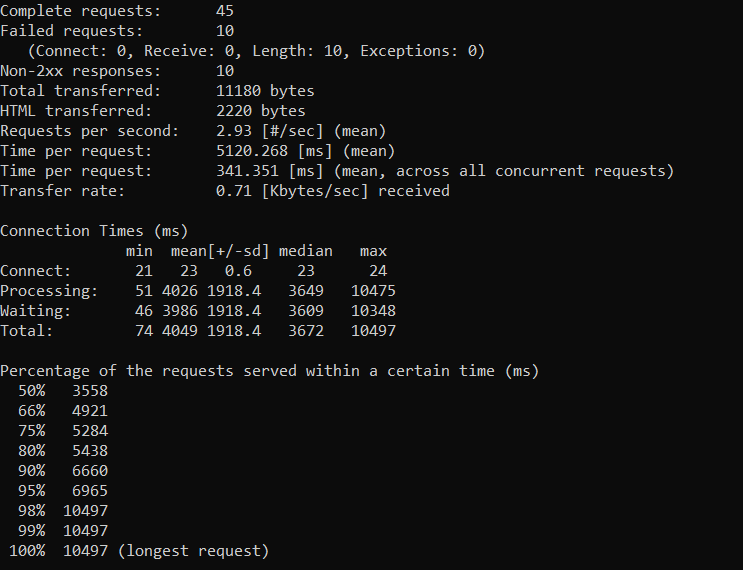 Complete requests:      45
Failed requests:        10
   (Connect: 0, Receive: 0, Length: 10, Exceptions: 0)
Non-2xx responses:      10
Total transferred:      11180 bytes
HTML transferred:       2220 bytes
Requests per second:    2.93 [#/sec] (mean)
Time per request:       5120.268 [ms] (mean)
Time per request:       341.351 [ms] (mean, across all concurrent requests)
Transfer rate:          0.71 [Kbytes/sec] received

Connection Times (ms)
              min  mean[+/-sd] median   max
Connect:       21   23   0.6     23      24
Processing:    51 4026 1918.4   3649   10475
Waiting:       46 3986 1918.4   3609   10348
Total:         74 4049 1918.4   3672   10497

Percentage of the requests served within a certain time (ms)
  50%   3558
  66%   4921
  75%   5284
  80%   5438
  90%   6660
  95%   6965
  98%  10497
  99%  10497
 100%  10497 (longest request)